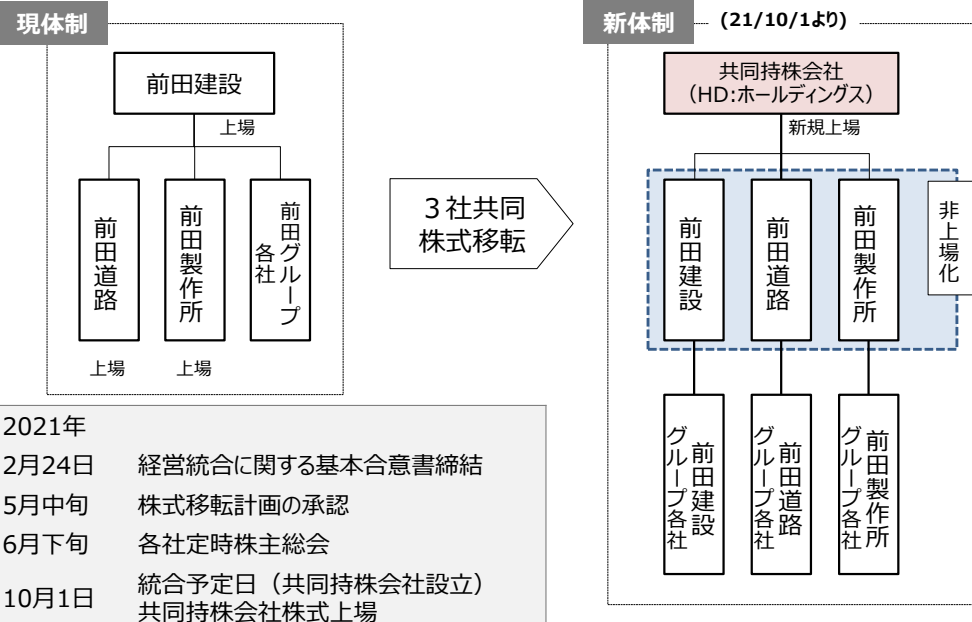 現体制
前田建設
上場
前田道路
前田製作所
前田グループ
各社
上場
上場
3社共同
株式移転
新体制
(21/10/1より)
共同持株会社
(HD:ホールディングス)
新規上場
前田建設
前田道路
前田製作所
非上場化
前田建設
グループ各社
前田道路
グループ各社
前田製作所
グループ各社
2021年
2月24日 経営統合に関する基本合意書締結
5月中旬 株式移転計画の承認
6月下旬 各社定時株主総会
10月1日 統合予定日（共同持株会社設立）
共同持株会社株式上場